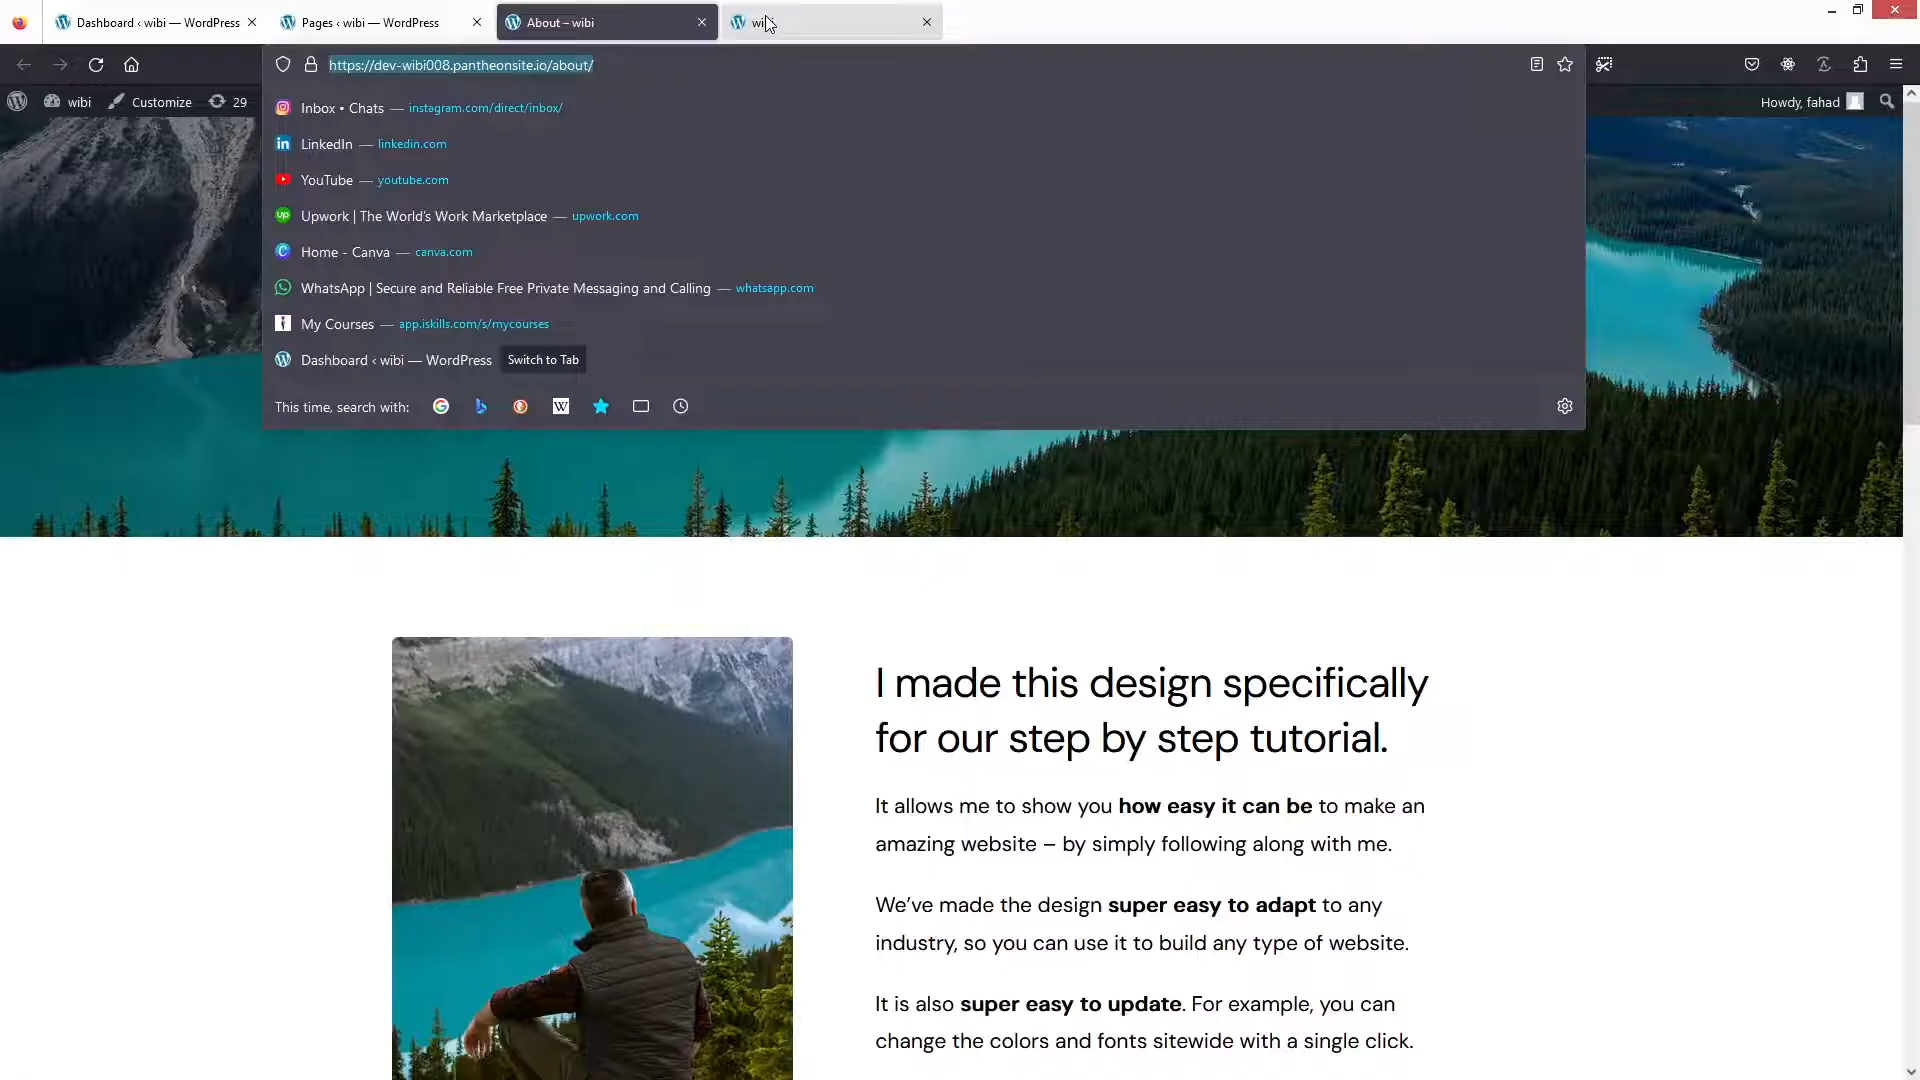 Dashboard ‹ wibi — WordPress
Pages ‹ wibi — WordPress
About – wibi
https://dev-wibi008.pantheonsite.io/about/
wibi
Customize
29
Howdy, fahad
Inbox • Chats — instagram.com/direct/inbox/
LinkedIn — linkedin.com
YouTube — youtube.com
Upwork | The World's Work Marketplace — upwork.com
Home - Canva — canva.com
WhatsApp | Secure and Reliable Free Private Messaging and Calling — whatsapp.com
My Courses — app.iskills.com/s/mycourses
Dashboard ‹ wibi — WordPress Switch to Tab
This time, search with:
I made this design specifically
for our step by step tutorial.
It allows me to show you how easy it can be to make an
amazing website – by simply following along with me.
We've made the design super easy to adapt to any
industry, so you can use it to build any type of website.
It is also super easy to update. For example, you can
change the colors and fonts sitewide with a single click.